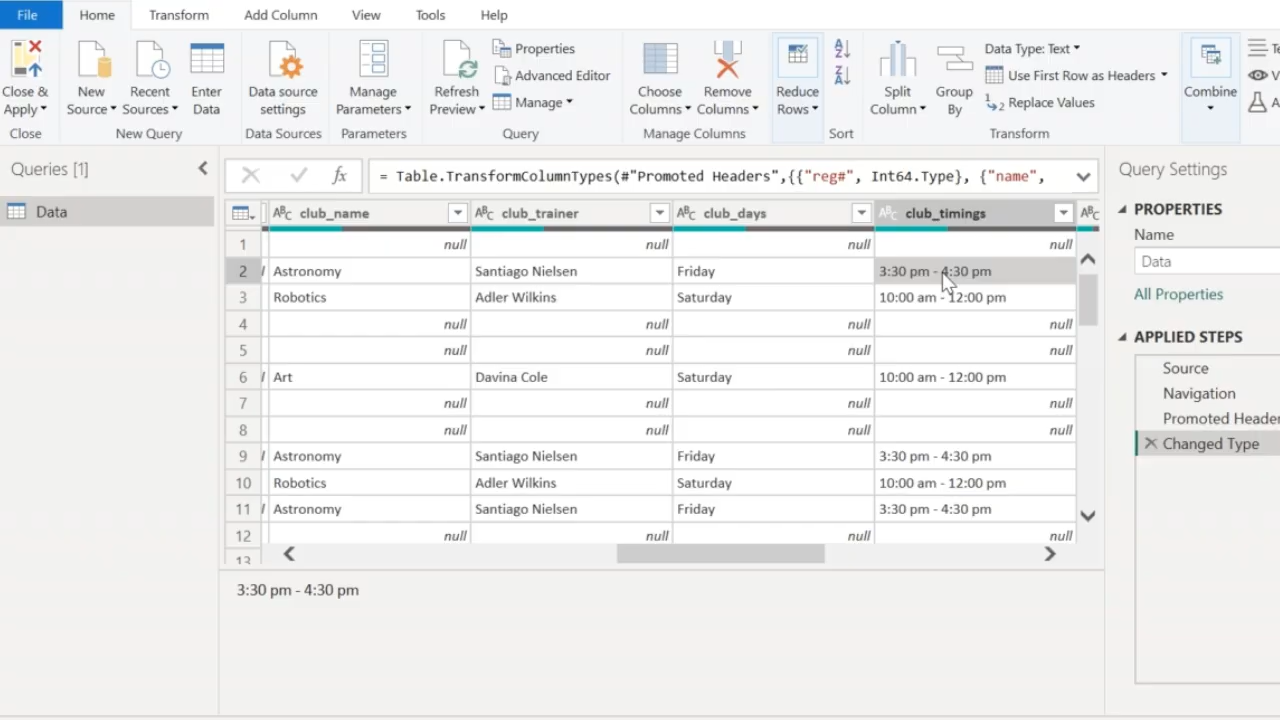 File Home Transform Add Column View Tools Help
Close & Apply
New Source
Recent Sources
Enter Data
Data source settings
Manage Parameters
Refresh Preview
Properties
Advanced Editor
Manage
Choose Columns
Remove Columns
Reduce Rows
Split Column
Group By
Data Type: Text
Use First Row as Headers
Replace Values
Combine
Close New Query Data Sources Parameters Query Manage Columns Sort Transform
Queries [1]
Data
fx = Table.TransformColumnTypes(#"Promoted Headers",{{"reg#", Int64.Type}, {"name",
ABC club_name ABC club_trainer ABC club_days ABC club_timings ABC
1 null null null null
2 Astronomy Santiago Nielsen Friday 3:30 pm - 4:30 pm
3 Robotics Adler Wilkins Saturday 10:00 am - 12:00 pm
4 null null null null
5 null null null null
6 Art Davina Cole Saturday 10:00 am - 12:00 pm
7 null null null null
8 null null null null
9 Astronomy Santiago Nielsen Friday 3:30 pm - 4:30 pm
10 Robotics Adler Wilkins Saturday 10:00 am - 12:00 pm
11 Astronomy Santiago Nielsen Friday 3:30 pm - 4:30 pm
12 null null null null
13
3:30 pm - 4:30 pm
Query Settings
PROPERTIES
Name
Data
All Properties
APPLIED STEPS
Source
Navigation
Promoted Header
Changed Type